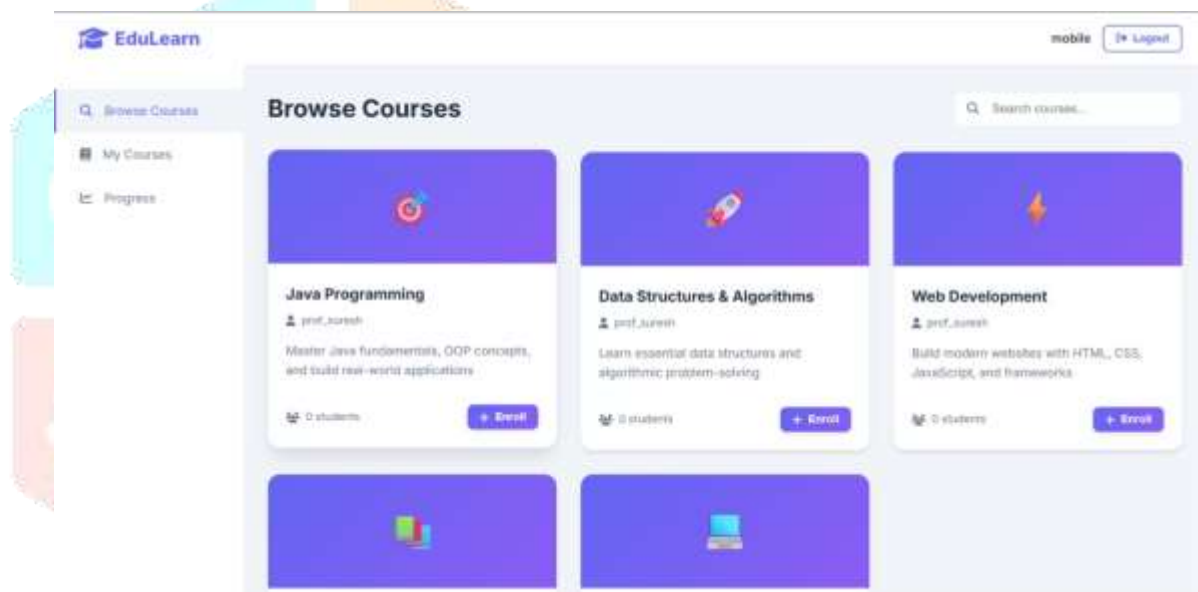 EduLearn
mobile
Logout
Browse Courses
My Courses
Progress
Browse Courses
Search courses...
Java Programming
prof_suresh
Master Java fundamentals, OOP concepts,
and build real-world applications
0 students
+ Enroll
Data Structures & Algorithms
prof_suresh
Learn essential data structures and
algorithmic problem-solving
0 students
+ Enroll
Web Development
prof_suresh
Build modern websites with HTML, CSS,
JavaScript, and frameworks
0 students
+ Enroll